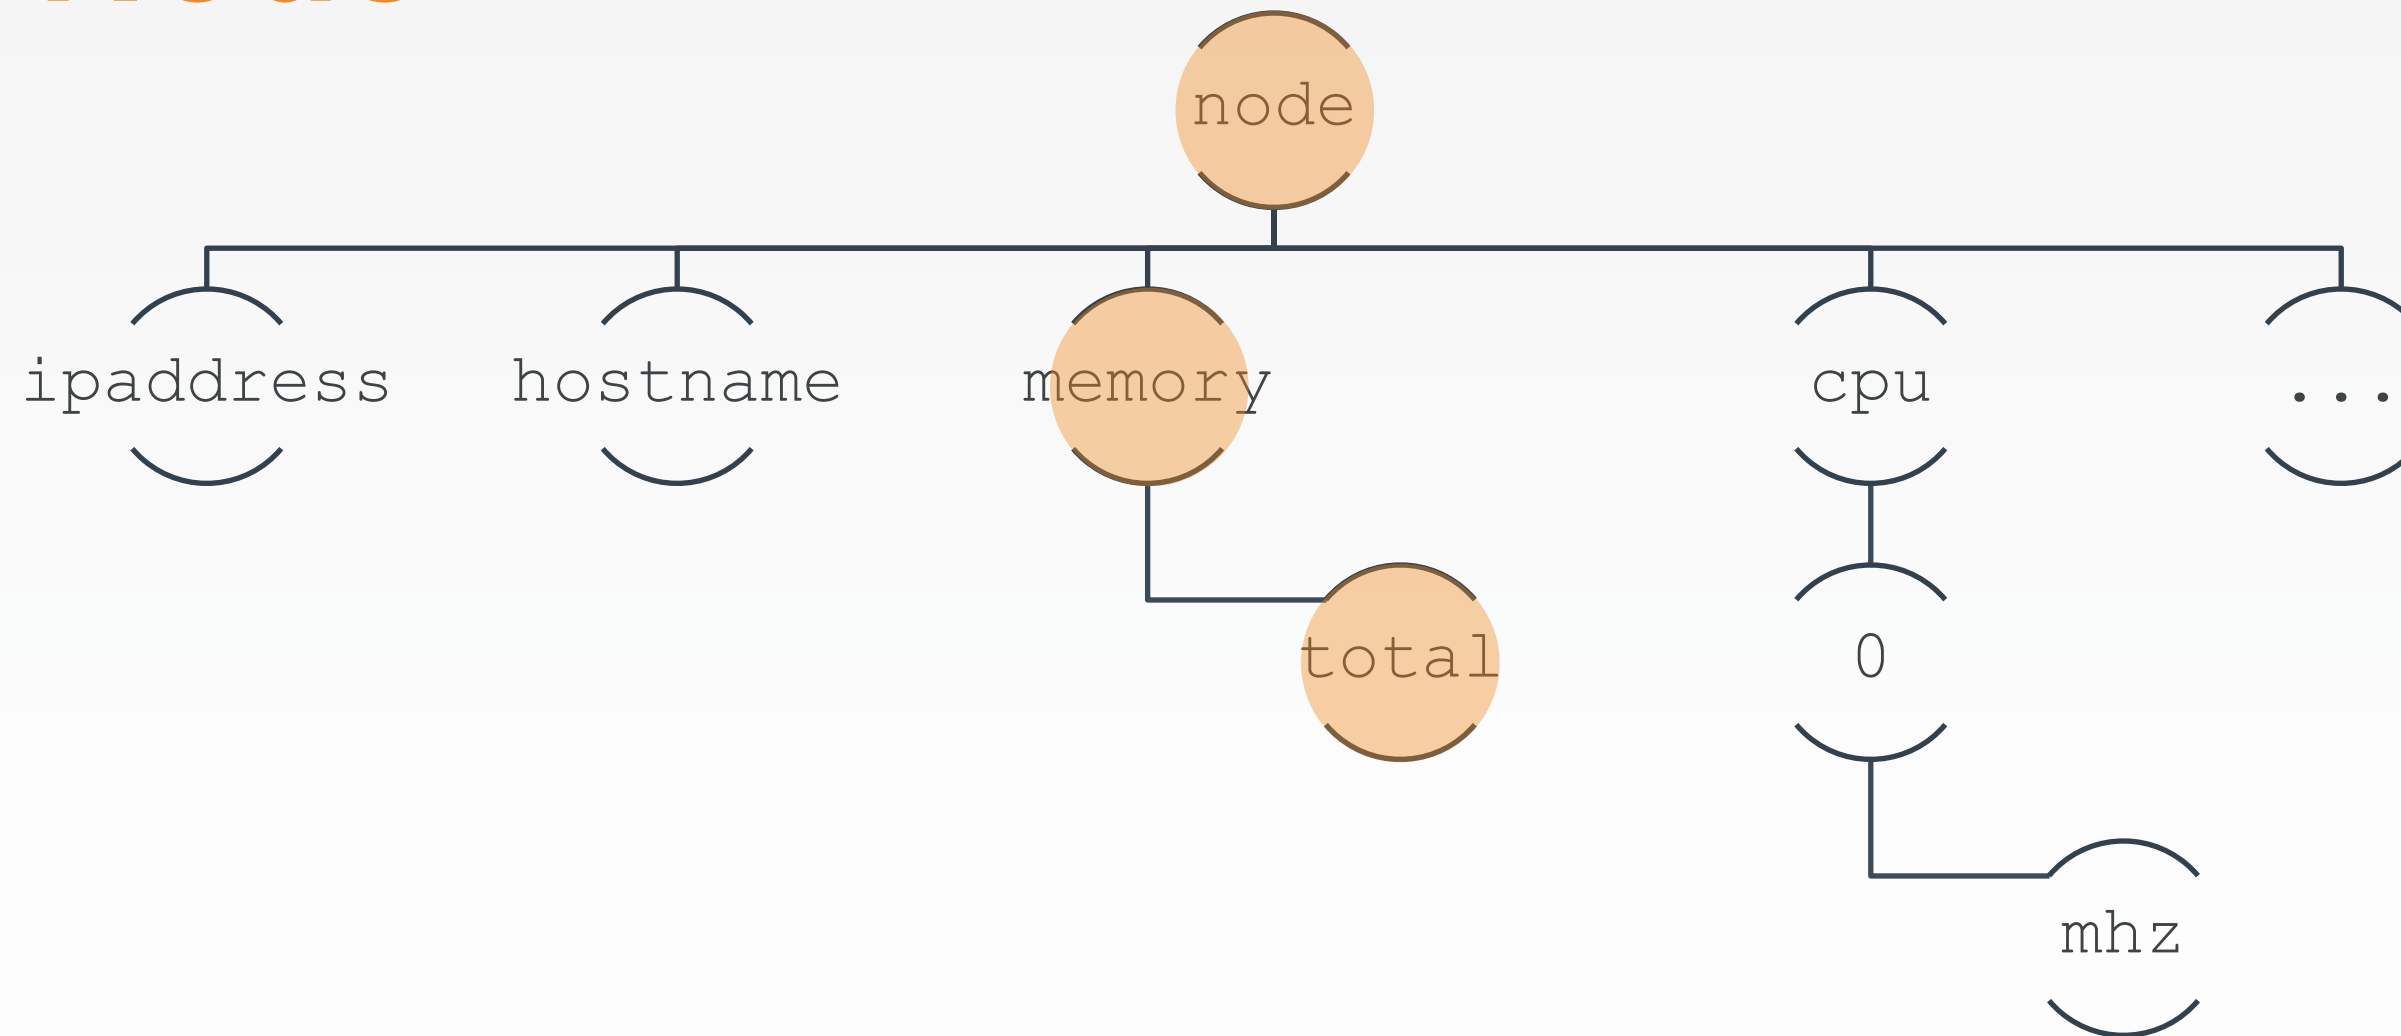 node
ipaddress hostname memory cpu ...
total 0
mhz